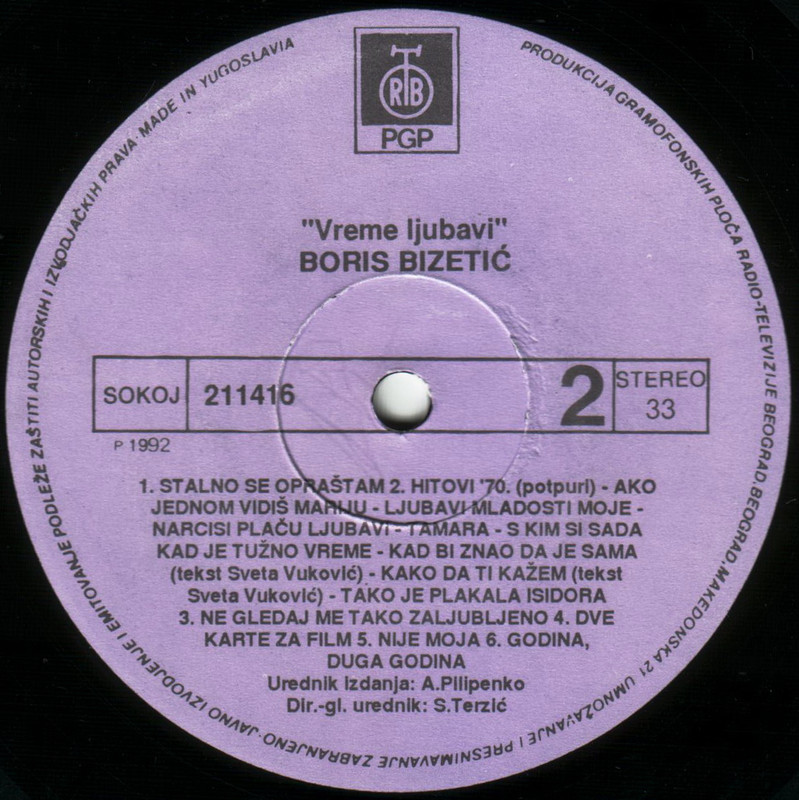 RTB
PGP
"Vreme ljubavi"
BORIS BIZETIĆ
SOKOJ 211416 2 STEREO
33
P 1992
1. STALNO SE OPRAŠTAM 2. HITOVI '70. (potpuri) - AKO
JEDNOM VIDIŠ MARIJU - LJUBAVI MLADOSTI MOJE -
NARCISI PLAČU LJUBAVI - TAMARA - S KIM SI SADA
KAD JE TUŽNO VREME - KAD BI ZNAO DA JE SAMA
(tekst Sveta Vuković) - KAKO DA TI KAŽEM (tekst
Sveta Vuković) - TAKO JE PLAKALA ISIDORA
3. NE GLEDAJ ME TAKO ZALJUBLJENO 4. DVE
KARTE ZA FILM 5. NIJE MOJA 6. GODINA,
DUGA GODINA
Urednik izdanja: A.Pilipenko
Dir.-gl. urednik: S.Terzić
PRODUKCIJA GRAMOFONSKIH PLOČA RADIO-TELEVIZIJE BEOGRAD, BEOGRAD, MAKEDONSKA 21 UMNOŽAVANJE I PRESNIMAVANJE ZABRANJENO·JAVNO IZVODJENJE I EMITOVANJE PODLEŽE ZAŠTITI AUTORSKIH I IZVODJAČKIH PRAVA·MADE IN YUGOSLAVIA